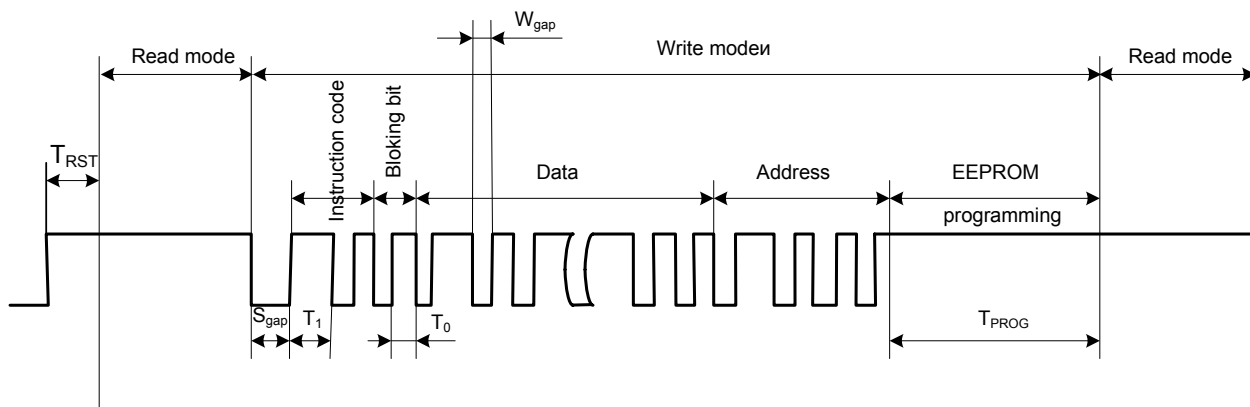 W_gap
Read mode
Write modeи
Read mode
Instruction code
Bloking bit
T_RST
Data
Address
EEPROM
programming
S_gap
T_1
T_0
T_PROG